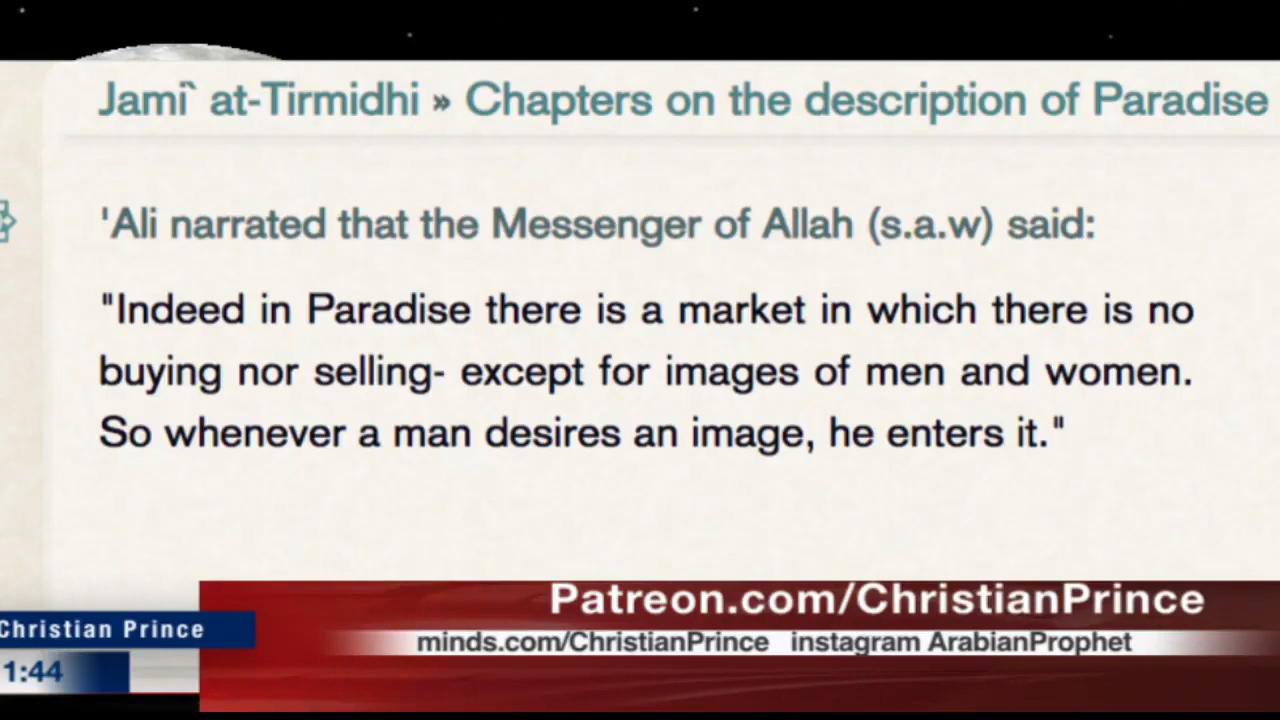 Jami` at-Tirmidhi » Chapters on the description of Paradise
'Ali narrated that the Messenger of Allah (s.a.w) said:
"Indeed in Paradise there is a market in which there is no
buying nor selling- except for images of men and women.
So whenever a man desires an image, he enters it."
Patreon.com/ChristianPrince
Christian Prince
minds.com/ChristianPrince instagram ArabianProphet
1:44